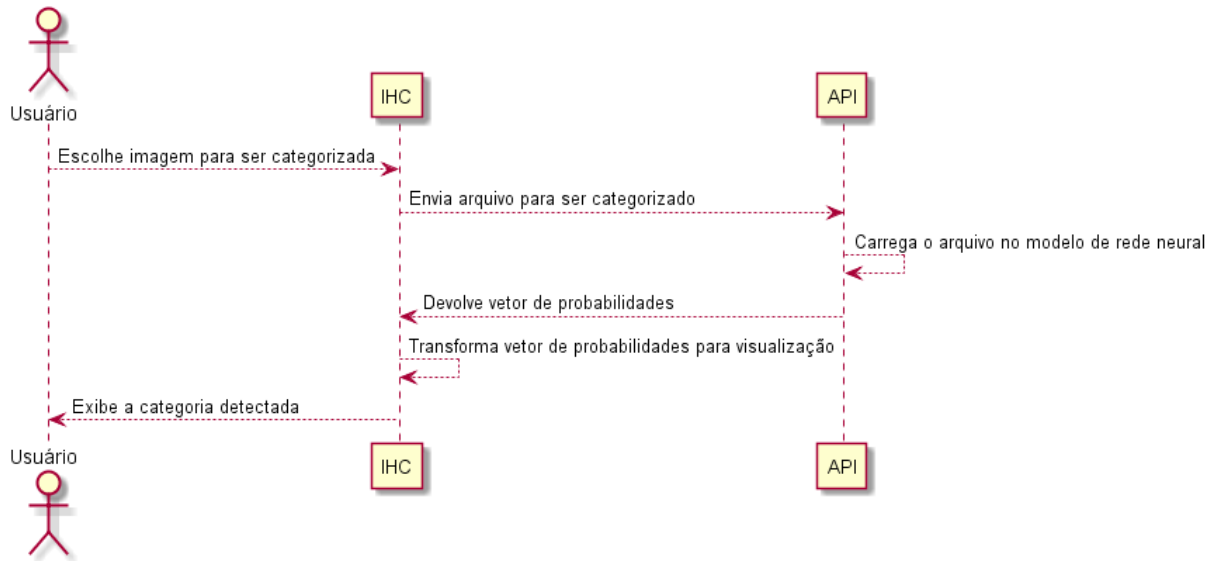 Usuário
IHC
API
Escolhe imagem para ser categorizada
Envia arquivo para ser categorizado
Carrega o arquivo no modelo de rede neural
Devolve vetor de probabilidades
Transforma vetor de probabilidades para visualização
Exibe a categoria detectada
Usuário
IHC
API